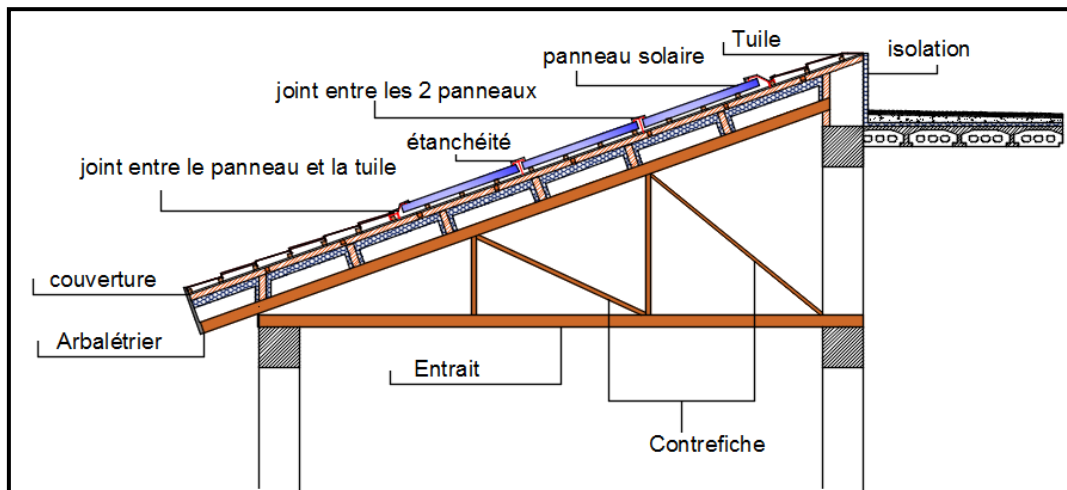 Tuile
isolation
panneau solaire
joint entre les 2 panneaux
étanchéité
joint entre le panneau et la tuile
couverture
Arbalétrier
Entrait
Contrefiche